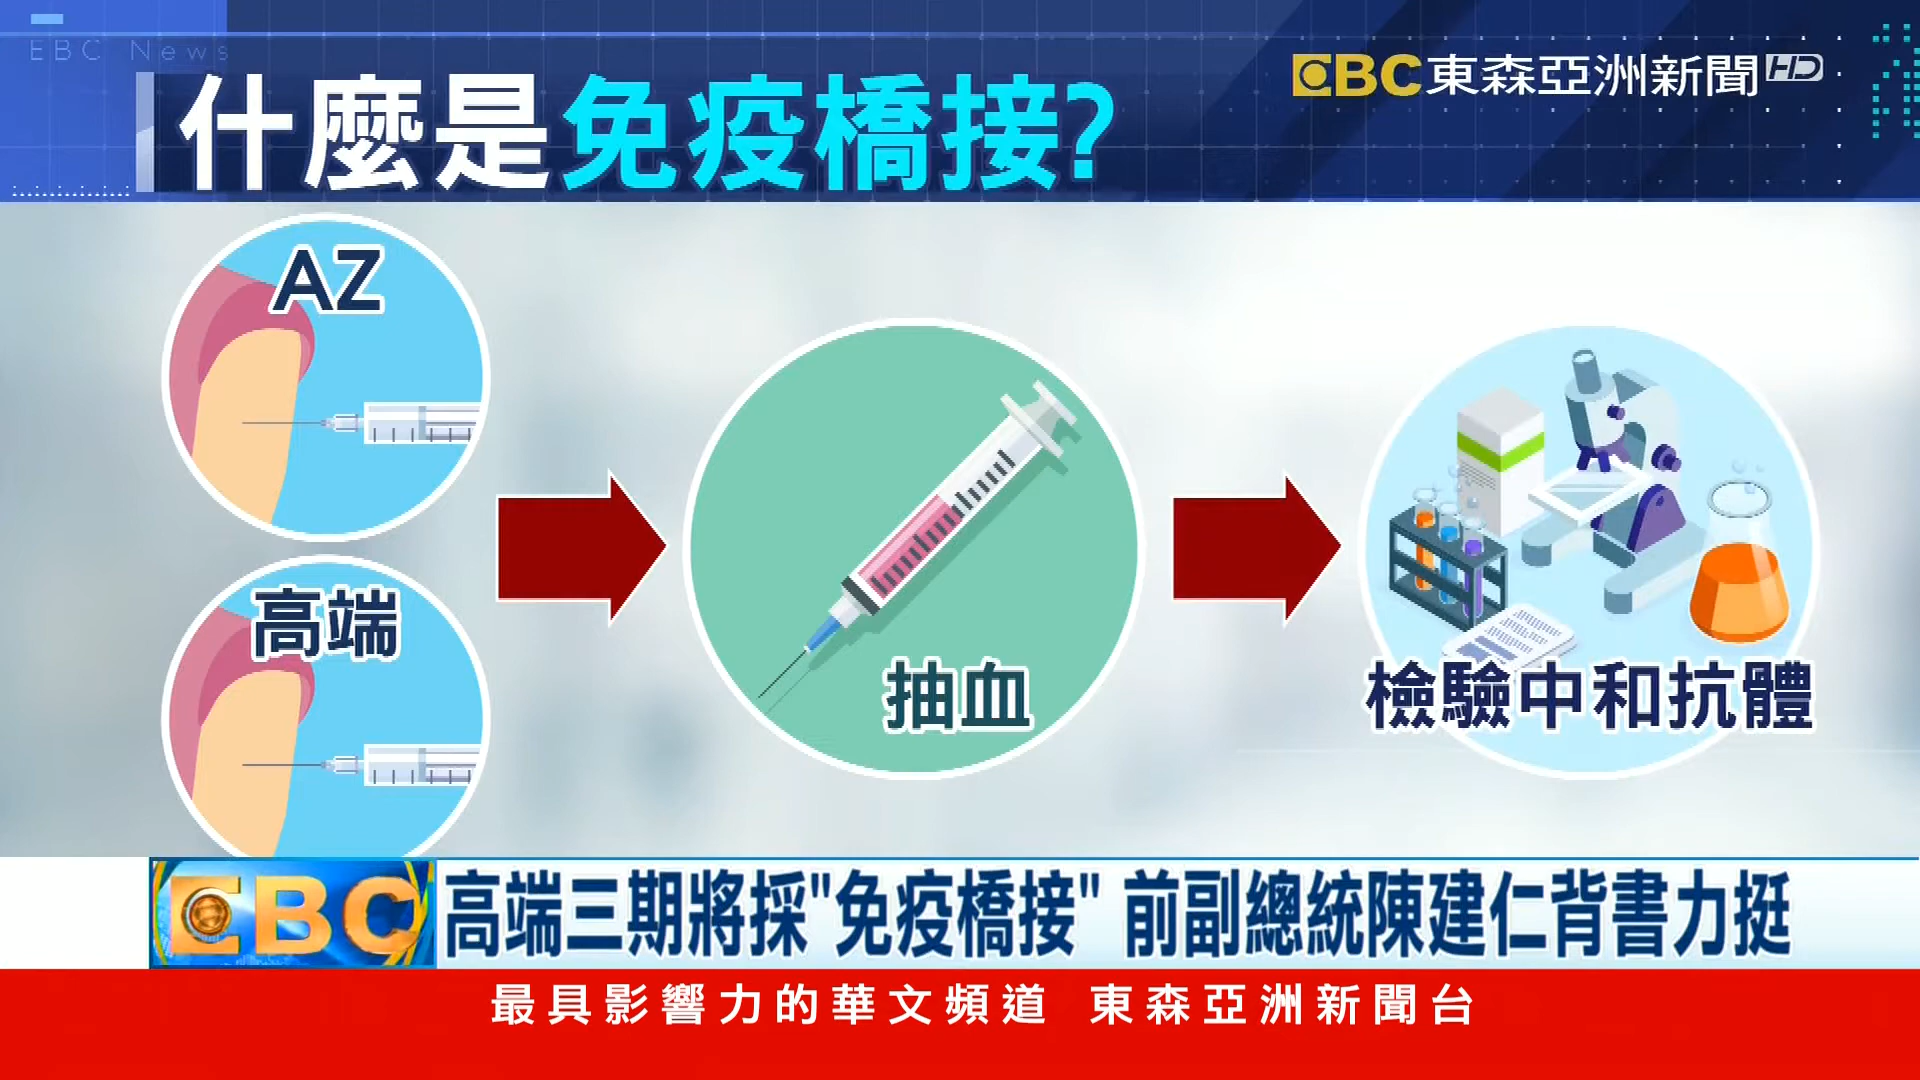 EBC News
什麼是免疫橋接?
EBC東森亞洲新聞HD
AZ
高端
抽血
檢驗中和抗體
EBC
高端三期將採"免疫橋接" 前副總統陳建仁背書力挺
最具影響力的華文頻道 東森亞洲新聞台